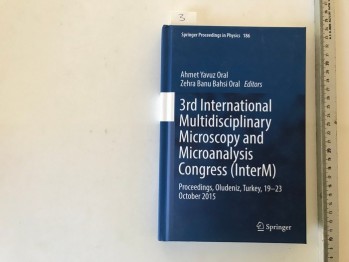 3
Springer Proceedings in Physics 186
Ahmet Yavuz Oral
Zehra Banu Bahsi Oral Editors
3rd International
Multidisciplinary
Microscopy and
Microanalysis
Congress (InterM)
Proceedings, Oludeniz, Turkey, 19–23
October 2015
Springer